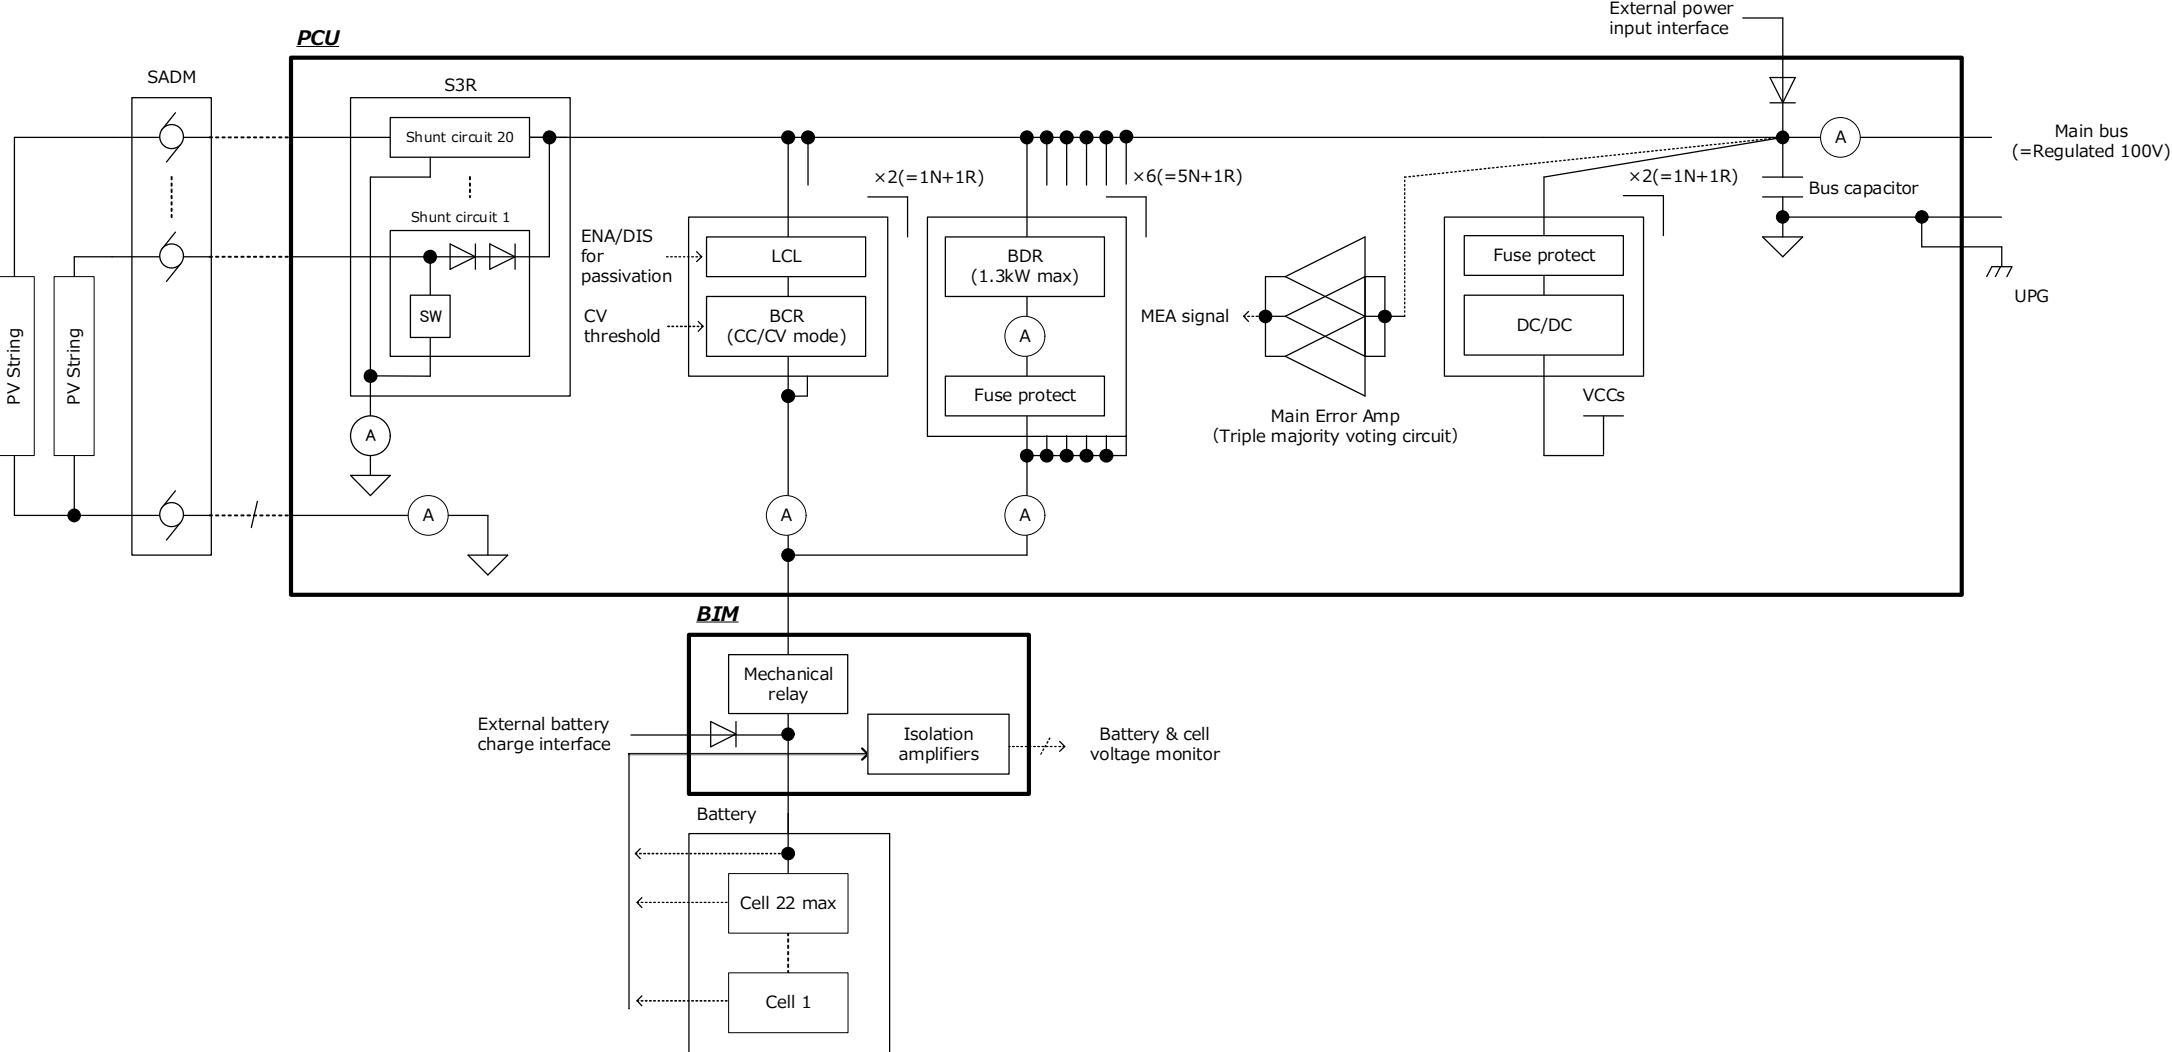 External power
input interface
PCU
SADM
S3R
Shunt circuit 20
Shunt circuit 1
SW
A
A
PV String
PV String
×2(=1N+1R)
ENA/DIS
for
passivation
LCL
CV
threshold
BCR
(CC/CV mode)
A
×6(=5N+1R)
BDR
(1.3kW max)
A
Fuse protect
A
MEA signal
Main Error Amp
(Triple majority voting circuit)
×2(=1N+1R)
Fuse protect
DC/DC
VCCs
A
Main bus
(=Regulated 100V)
Bus capacitor
UPG
BIM
Mechanical
relay
External battery
charge interface
Isolation
amplifiers
Battery & cell
voltage monitor
Battery
Cell 22 max
Cell 1